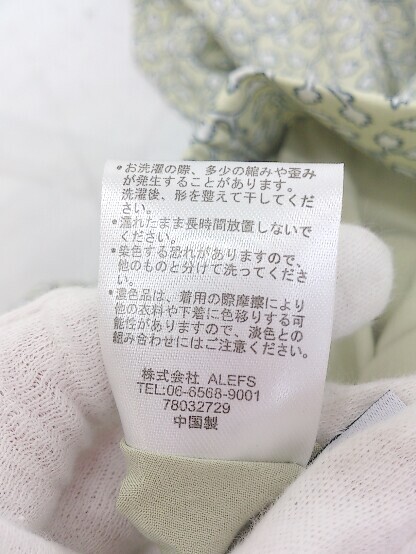 •お洗濯の際、多少の縮みや歪み
が発生することがあります。
洗濯後、形を整えて干してくだ
さい。
•濡れたまま長時間放置しないで
ください。
•染色する恐れがありますので、
他のものと分けて洗ってくださ
い。
•濃色品は、着用の際摩擦により
他の衣料や下着に色移りする可
能性がありますので、淡色との
組み合わせにはご注意ください。
株式会社 ALEFS
TEL:06-6568-9001
78032729
中国製